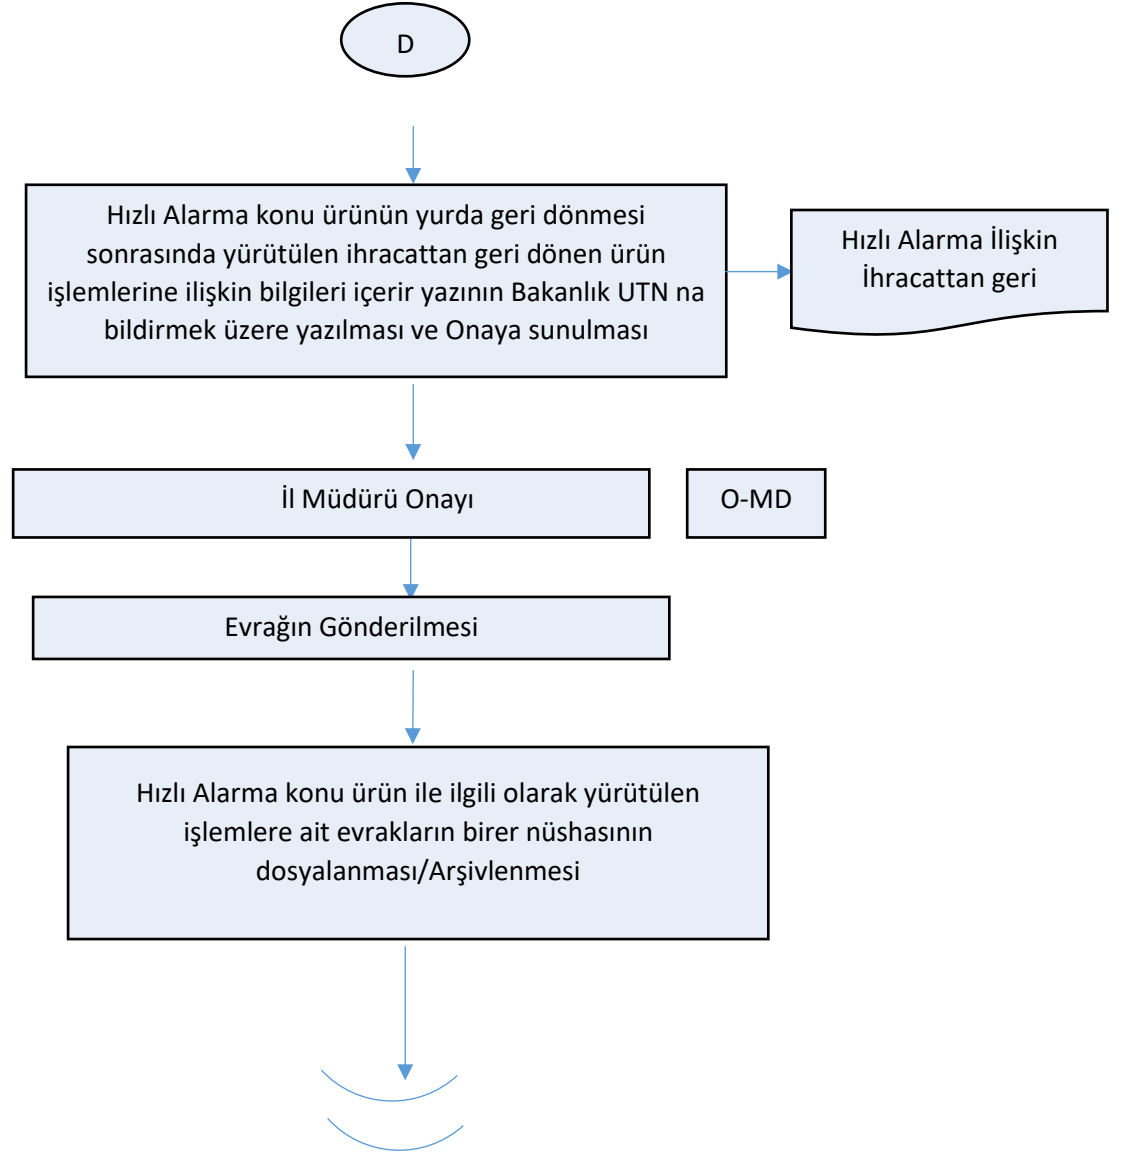 D
Hızlı Alarma konu ürünün yurda geri dönmesi
sonrasında yürütülen ihracattan geri dönen ürün
işlemlerine ilişkin bilgileri içerir yazının Bakanlık UTN na
bildirmek üzere yazılması ve Onaya sunulması
Hızlı Alarma İlişkin
İhracattan geri
İl Müdürü Onayı
O-MD
Evrağın Gönderilmesi
Hızlı Alarma konu ürün ile ilgili olarak yürütülen
işlemlere ait evrakların birer nüshasının
dosyalanması/Arşivlenmesi